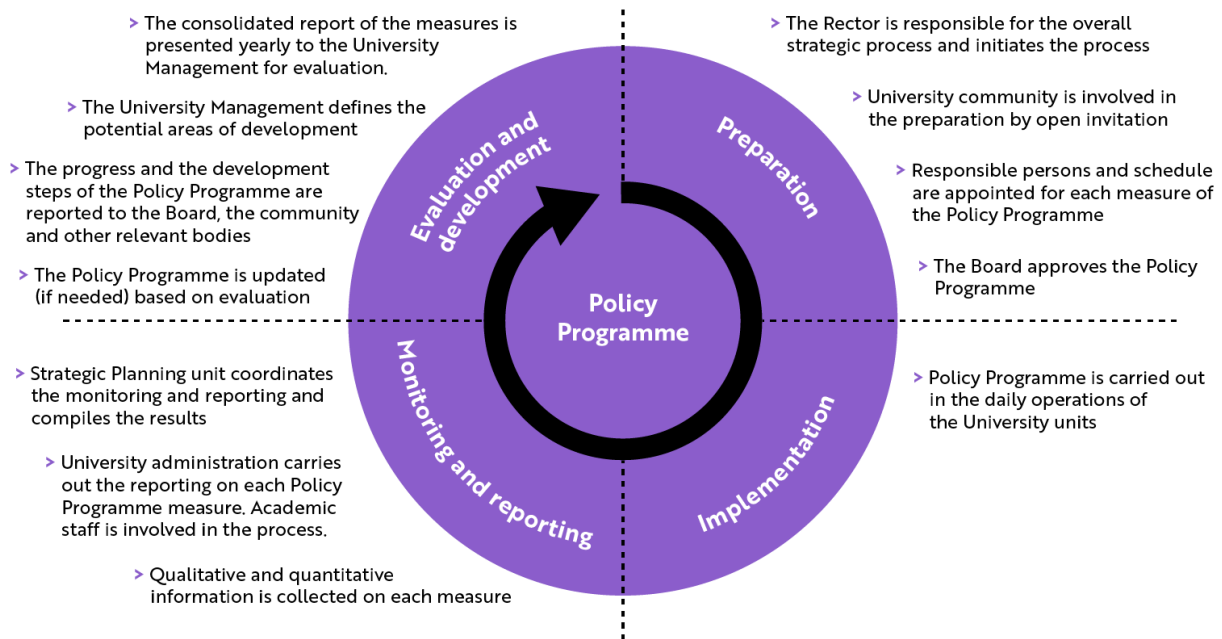 > The consolidated report of the measures is
presented yearly to the University
Management for evaluation.
> The University Management defines the
potential areas of development
> The progress and the development
steps of the Policy Programme are
reported to the Board, the community
and other relevant bodies
> The Policy Programme is updated
(if needed) based on evaluation
> The Rector is responsible for the overall
strategic process and initiates the process
> University community is involved in
the preparation by open invitation
> Responsible persons and schedule
are appointed for each measure of
the Policy Programme
> The Board approves the Policy
Programme
Evaluation and
development
Preparation
Policy
Programme
Monitoring and reporting
Implementation
> Strategic Planning unit coordinates
the monitoring and reporting and
compiles the results
> University administration carries
out the reporting on each Policy
Programme measure. Academic
staff is involved in the process.
> Qualitative and quantitative
information is collected on each measure
> Policy Programme is carried out
in the daily operations of
the University units